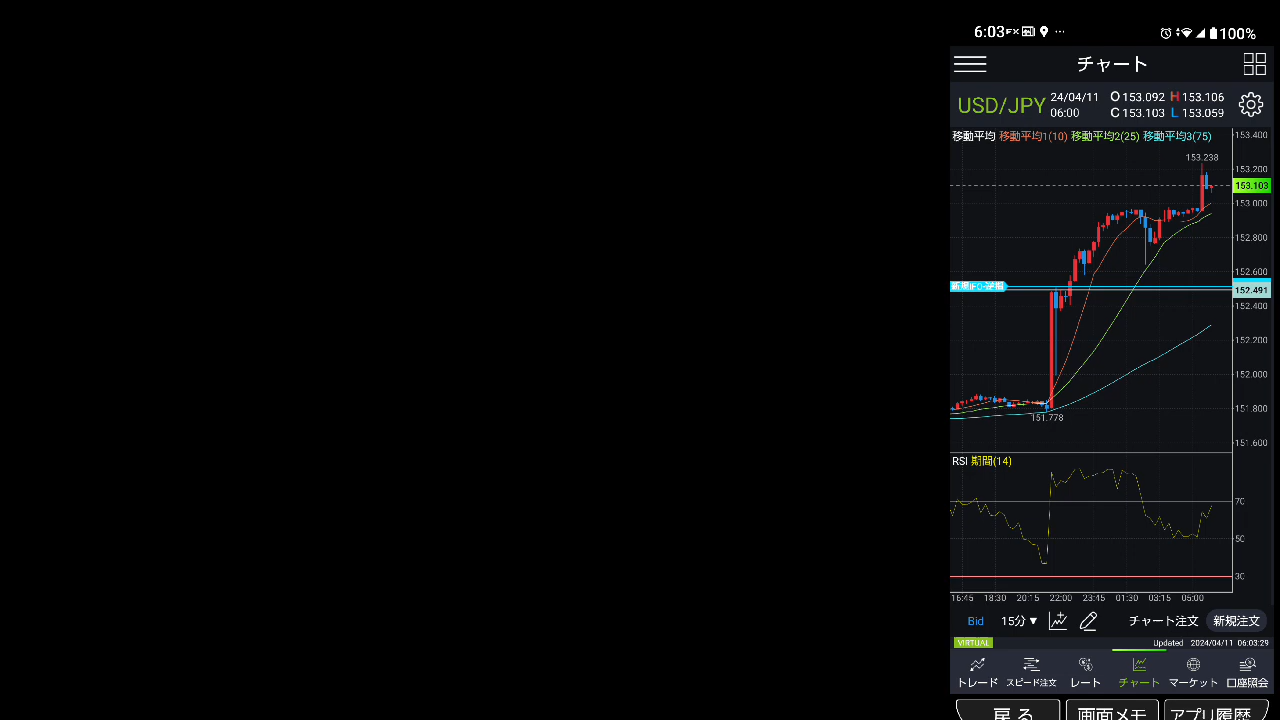 6:03 100%
チャート
USD/JPY 24/04/11 06:00 O 153.092 H 153.106 C 153.103 L 153.059
移動平均 移動平均1(10) 移動平均2(25) 移動平均3(75)
153.400
153.238
153.200
153.103
153.000
152.800
152.600
152.491
152.400
152.200
152.000
151.800
151.778
151.600
RSI 期間(14)
70
50
30
16:45 18:30 20:15 22:00 23:45 01:30 03:15 05:00
Bid 15分▼ チャート注文 新規注文
VIRTUAL Updated 2024/04/11 06:03:29
トレード スピード注文 レート チャート マーケット 口座照会
戻る 画面メモ アプリ履歴